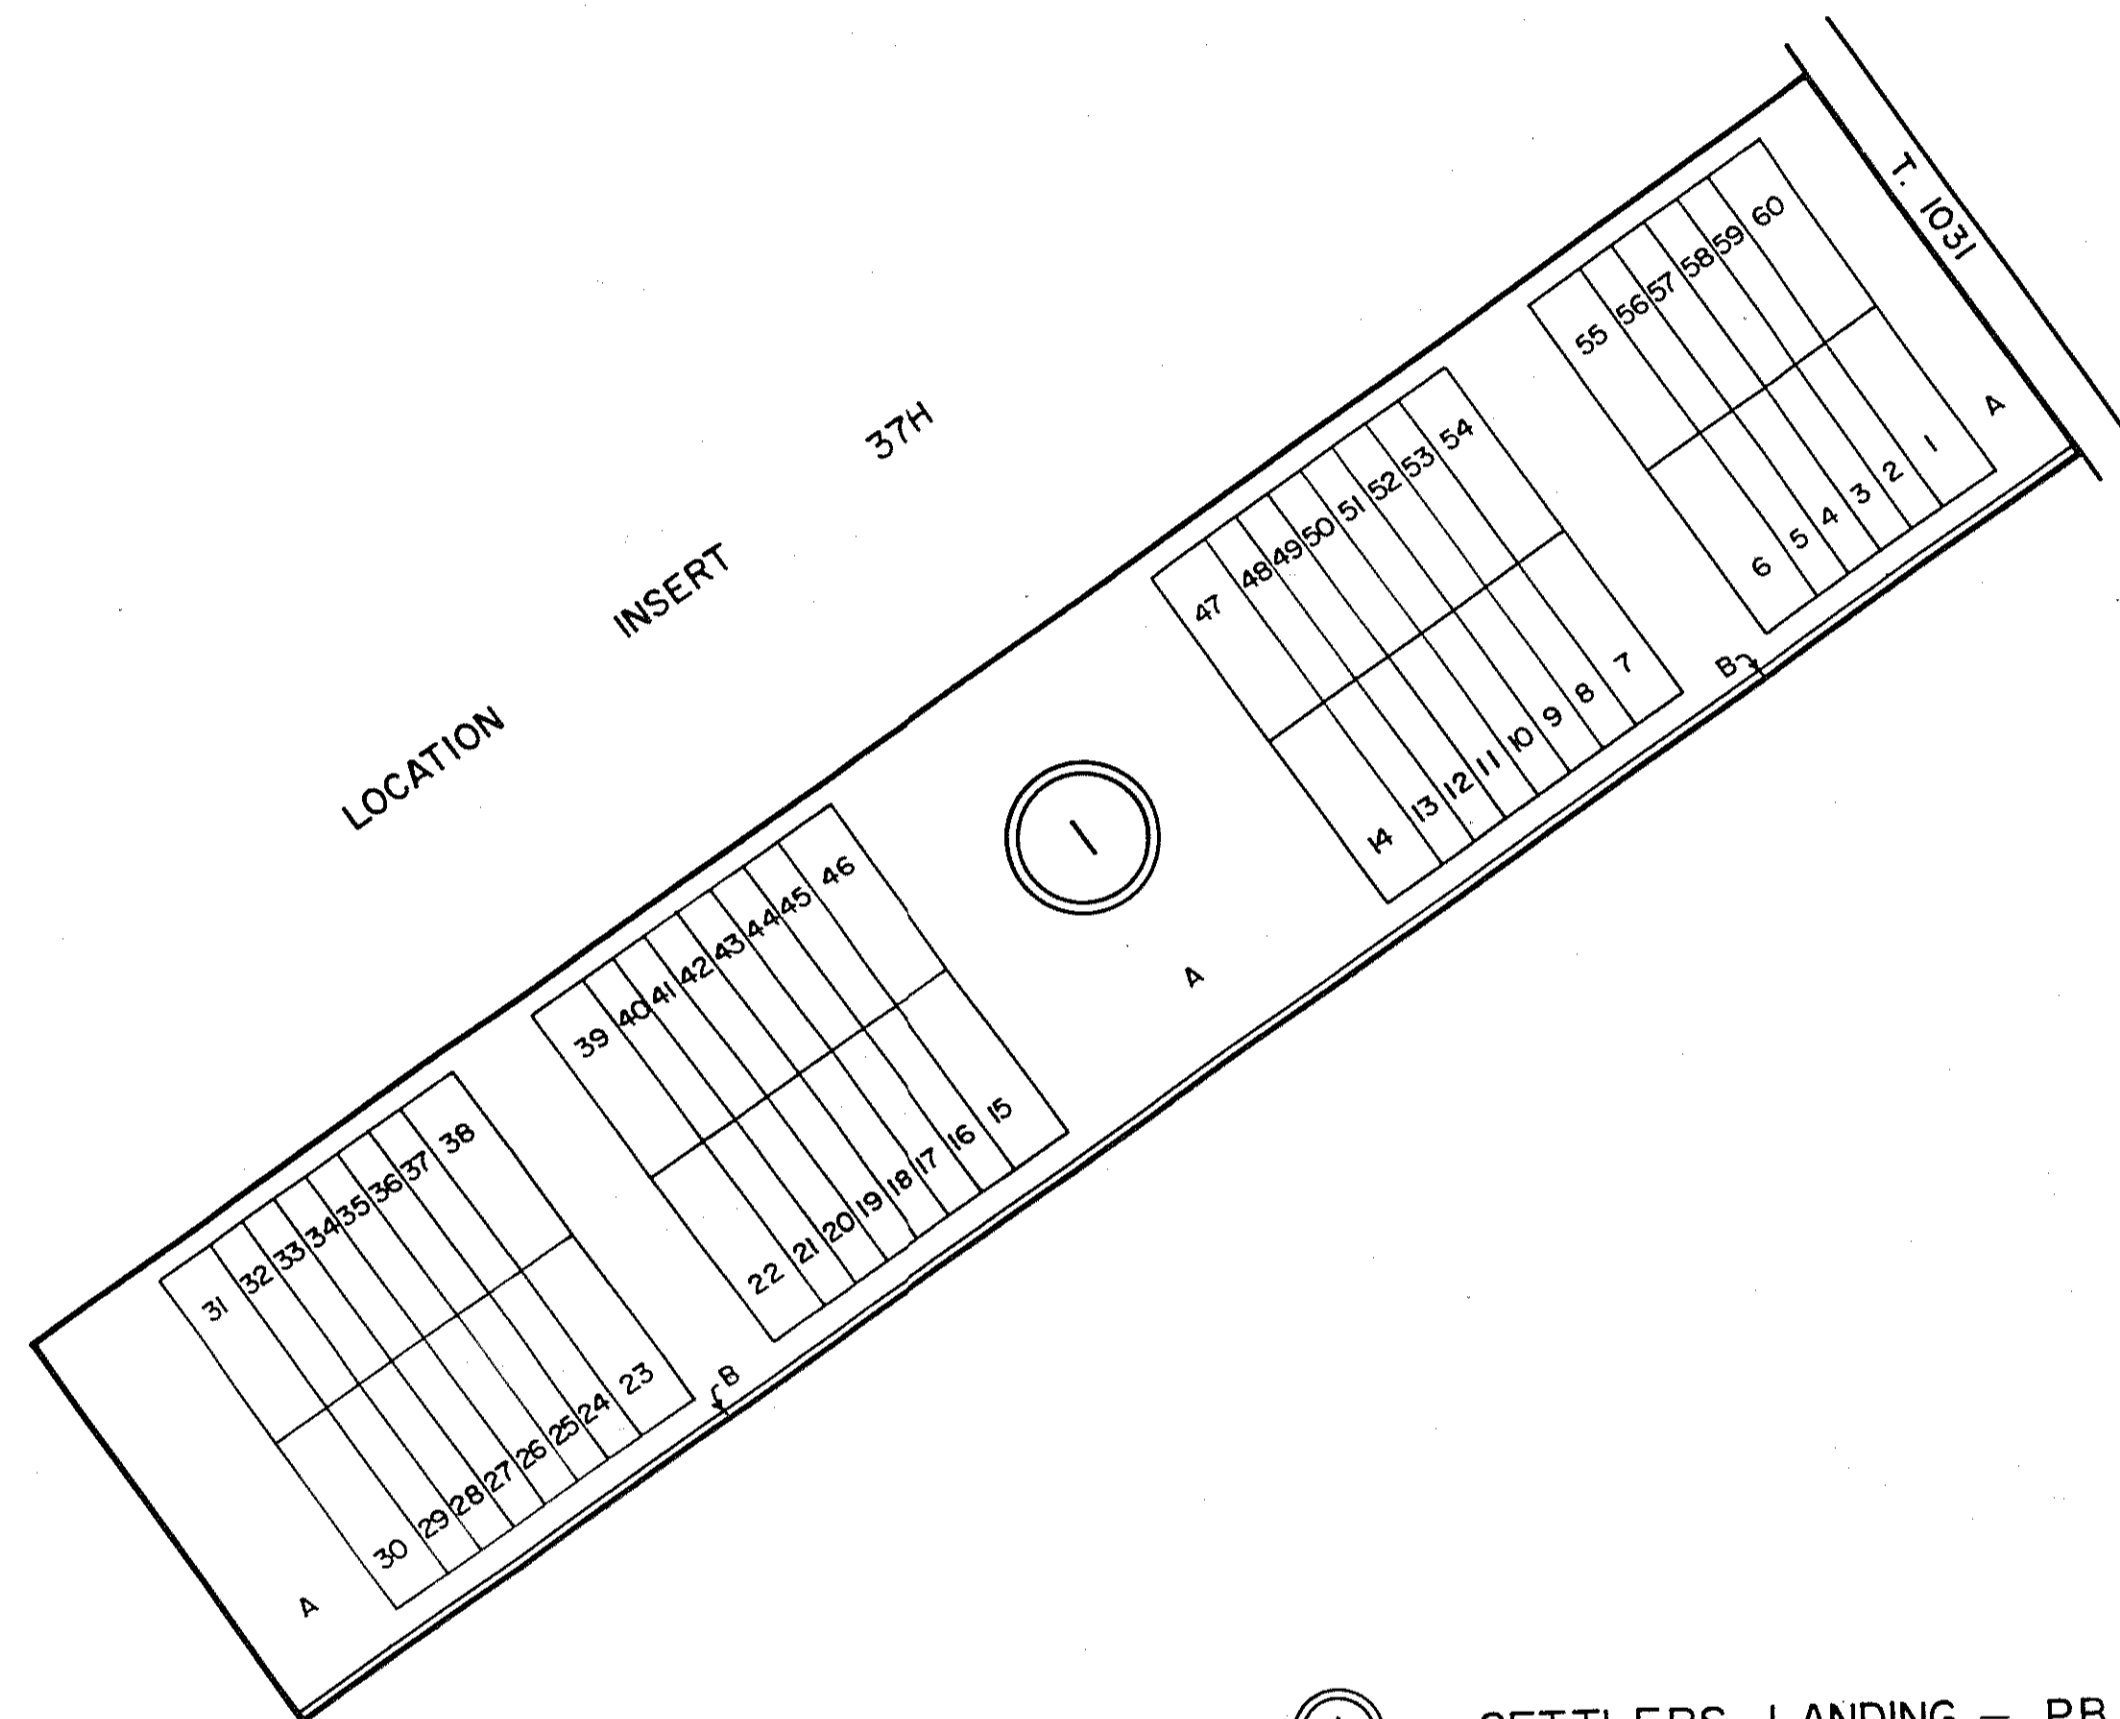 T. 1031
LOCATION INSERT 37H
55 56 57 58 59 60
6 5 4 3 2 1
A
B
47 48 49 50 51 52 53 54
14 13 12 11 10 9 8 7
1
A
39 40 41 42 43 44 45 46
22 21 20 19 18 17 16 15
31 32 33 34 35 36 37 38
30 29 28 27 26 25 24 23
B
A
SETTLERS LANDING -